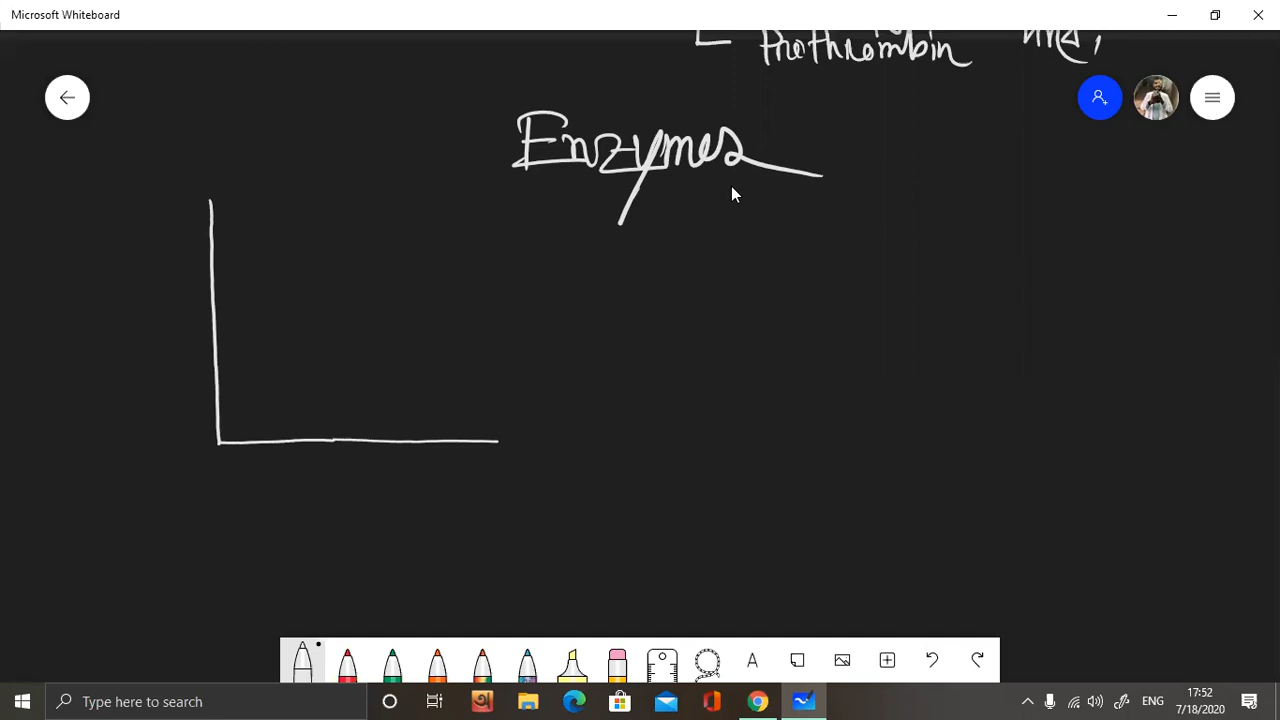 Microsoft Whiteboard
Prothrombin
Enzymes
A
Type here to search
ENG
17:52
7/18/2020